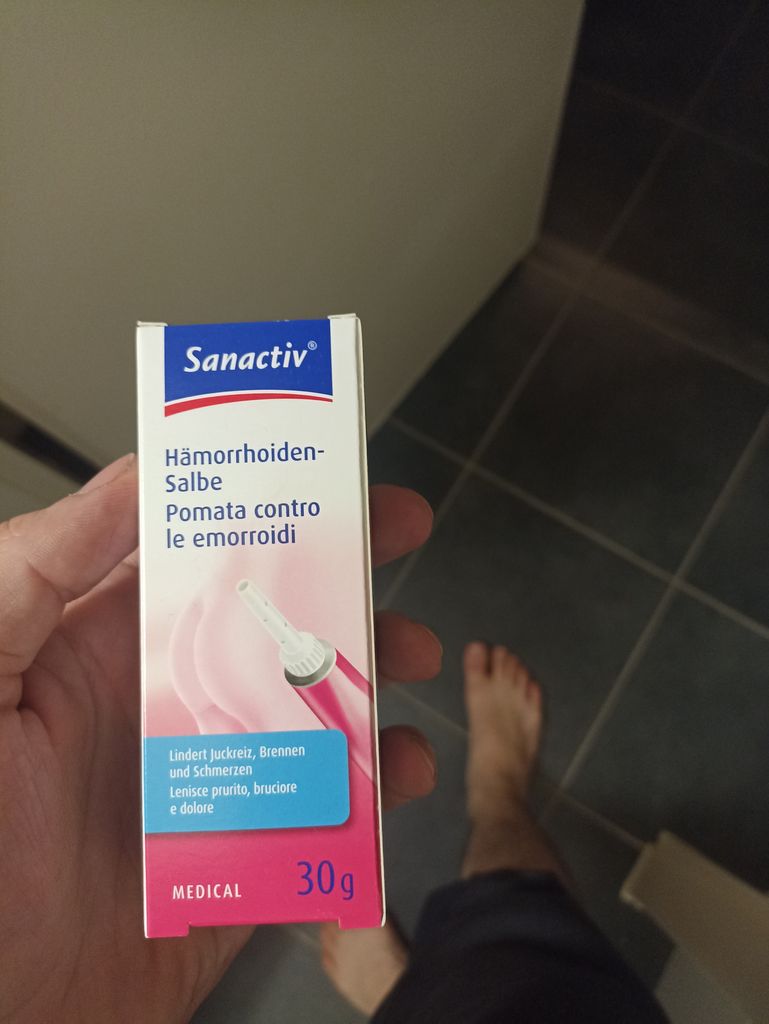 Sanactiv®
Hämorrhoiden-
Salbe
Pomata contro
le emorroidi
Lindert Juckreiz, Brennen
und Schmerzen
Lenisce prurito, bruciore
e dolore
MEDICAL
30g